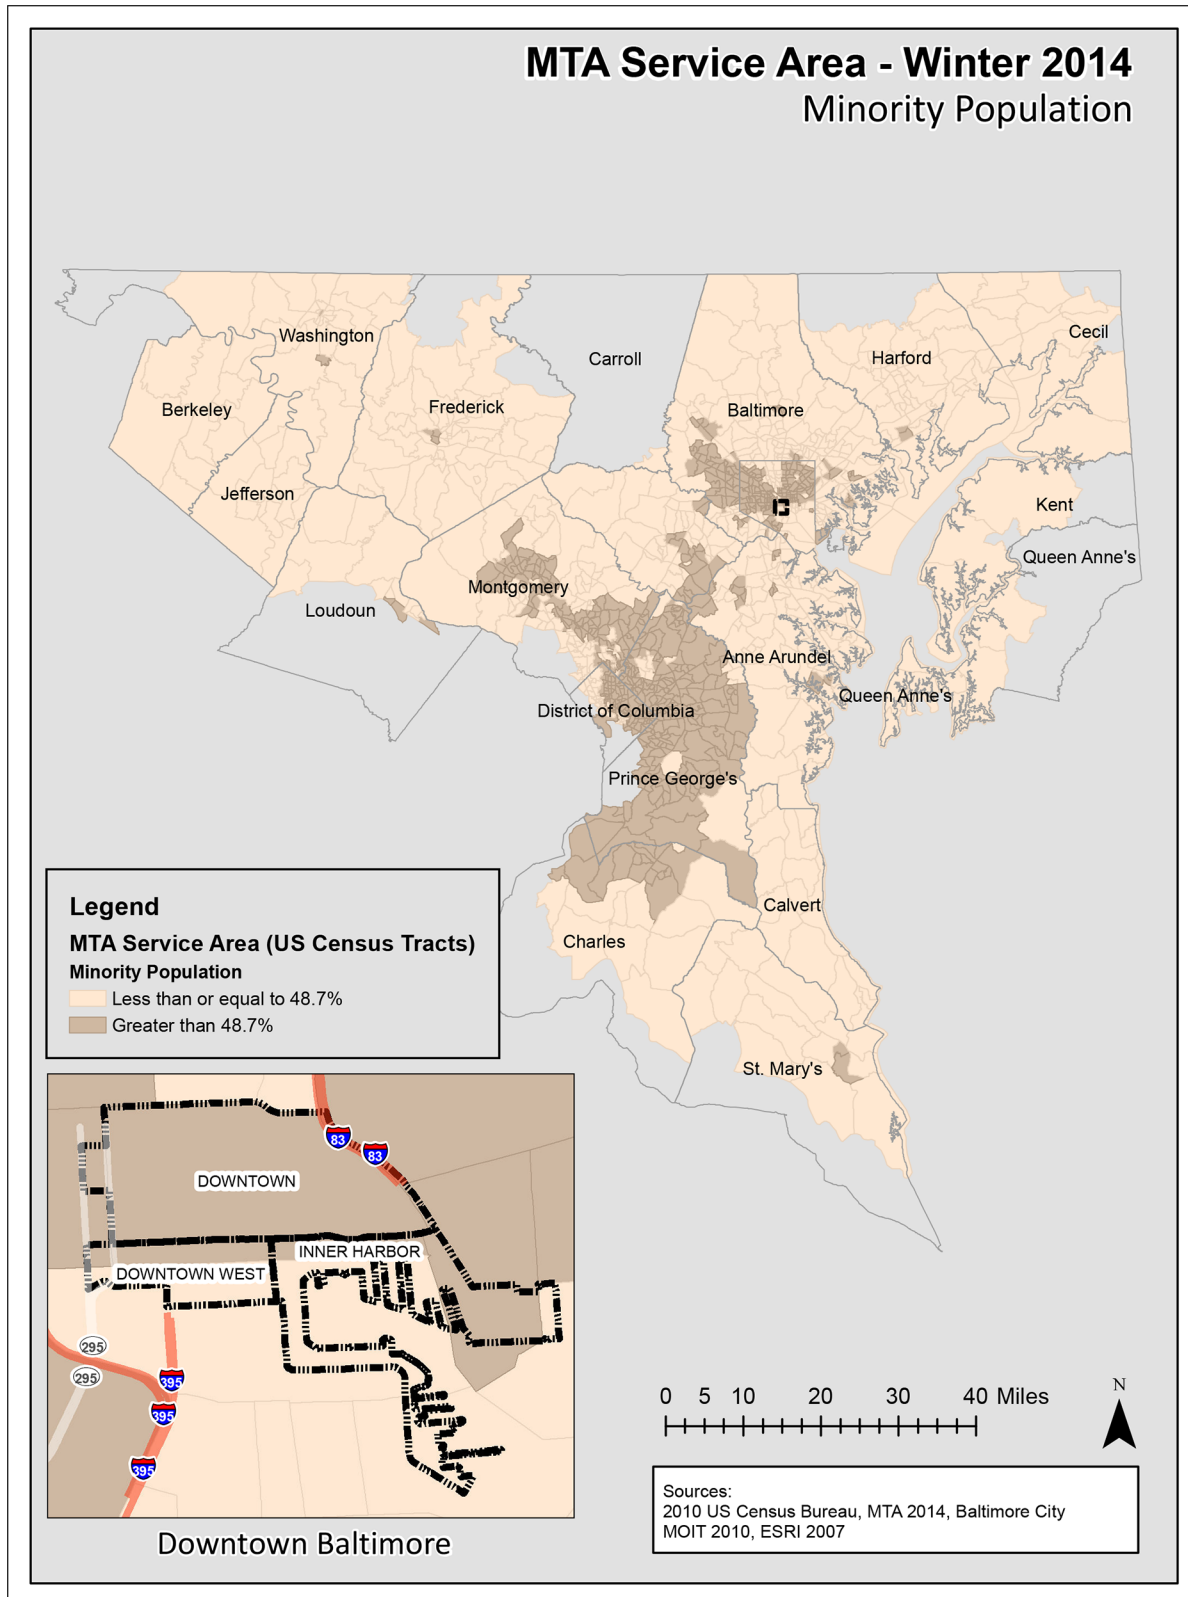 MTA Service Area - Winter 2014
Minority Population
Washington
Cecil
Carroll
Harford
Berkeley
Frederick
Baltimore
Jefferson
Kent
Queen Anne's
Montgomery
Loudoun
Anne Arundel
Queen Anne's
District of Columbia
Prince George's
Calvert
Charles
St. Mary's
Legend
MTA Service Area (US Census Tracts)
Minority Population
Less than or equal to 48.7%
Greater than 48.7%
83
83
DOWNTOWN
INNER HARBOR
DOWNTOWN WEST
295
295
395
395
395
Downtown Baltimore
0 5 10 20 30 40 Miles
N
Sources:
2010 US Census Bureau, MTA 2014, Baltimore City
MOIT 2010, ESRI 2007